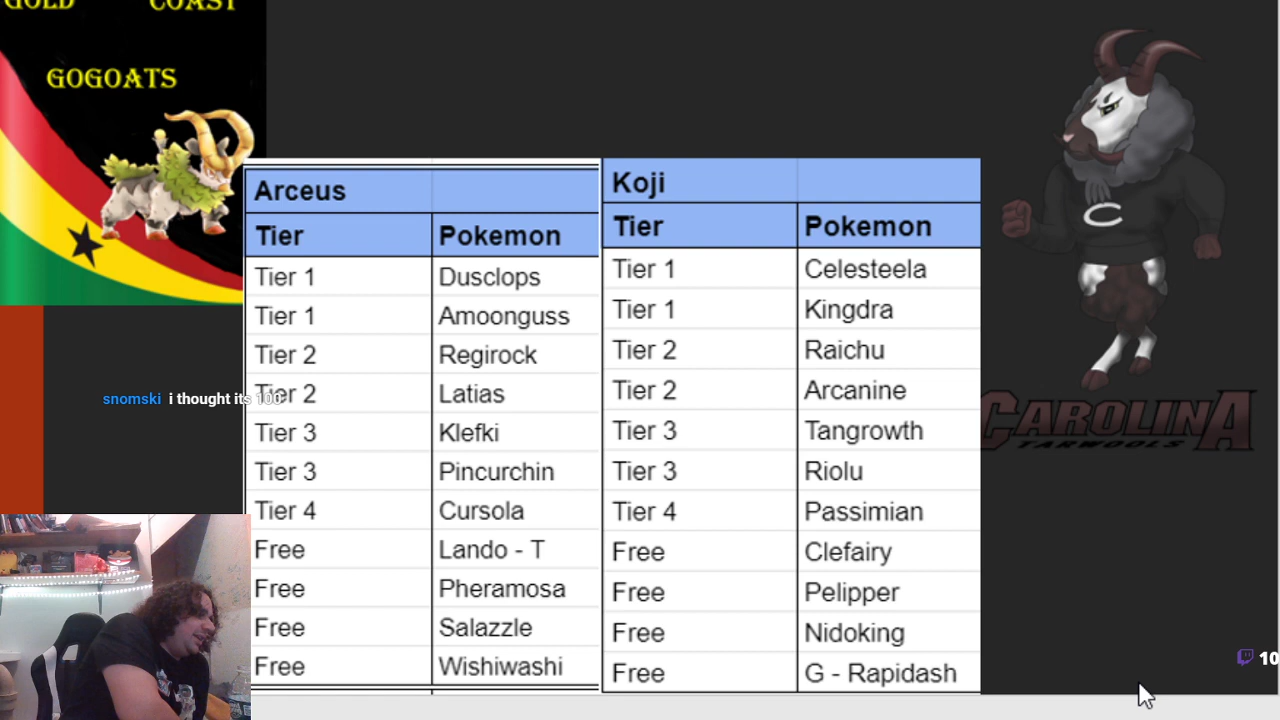 GOLD COAST
GOGOATS
Arceus
Tier Pokemon
Tier 1 Dusclops
Tier 1 Amoonguss
Tier 2 Regirock
Tier 2 Latias
Tier 3 Klefki
Tier 3 Pincurchin
Tier 4 Cursola
Free Lando - T
Free Pheramosa
Free Salazzle
Free Wishiwashi
Koji
Tier Pokemon
Tier 1 Celesteela
Tier 1 Kingdra
Tier 2 Raichu
Tier 2 Arcanine
Tier 3 Tangrowth
Tier 3 Riolu
Tier 4 Passimian
Free Clefairy
Free Pelipper
Free Nidoking
Free G - Rapidash
snomski i thought its 100
C
CAROLINA
TARWOOLS
10